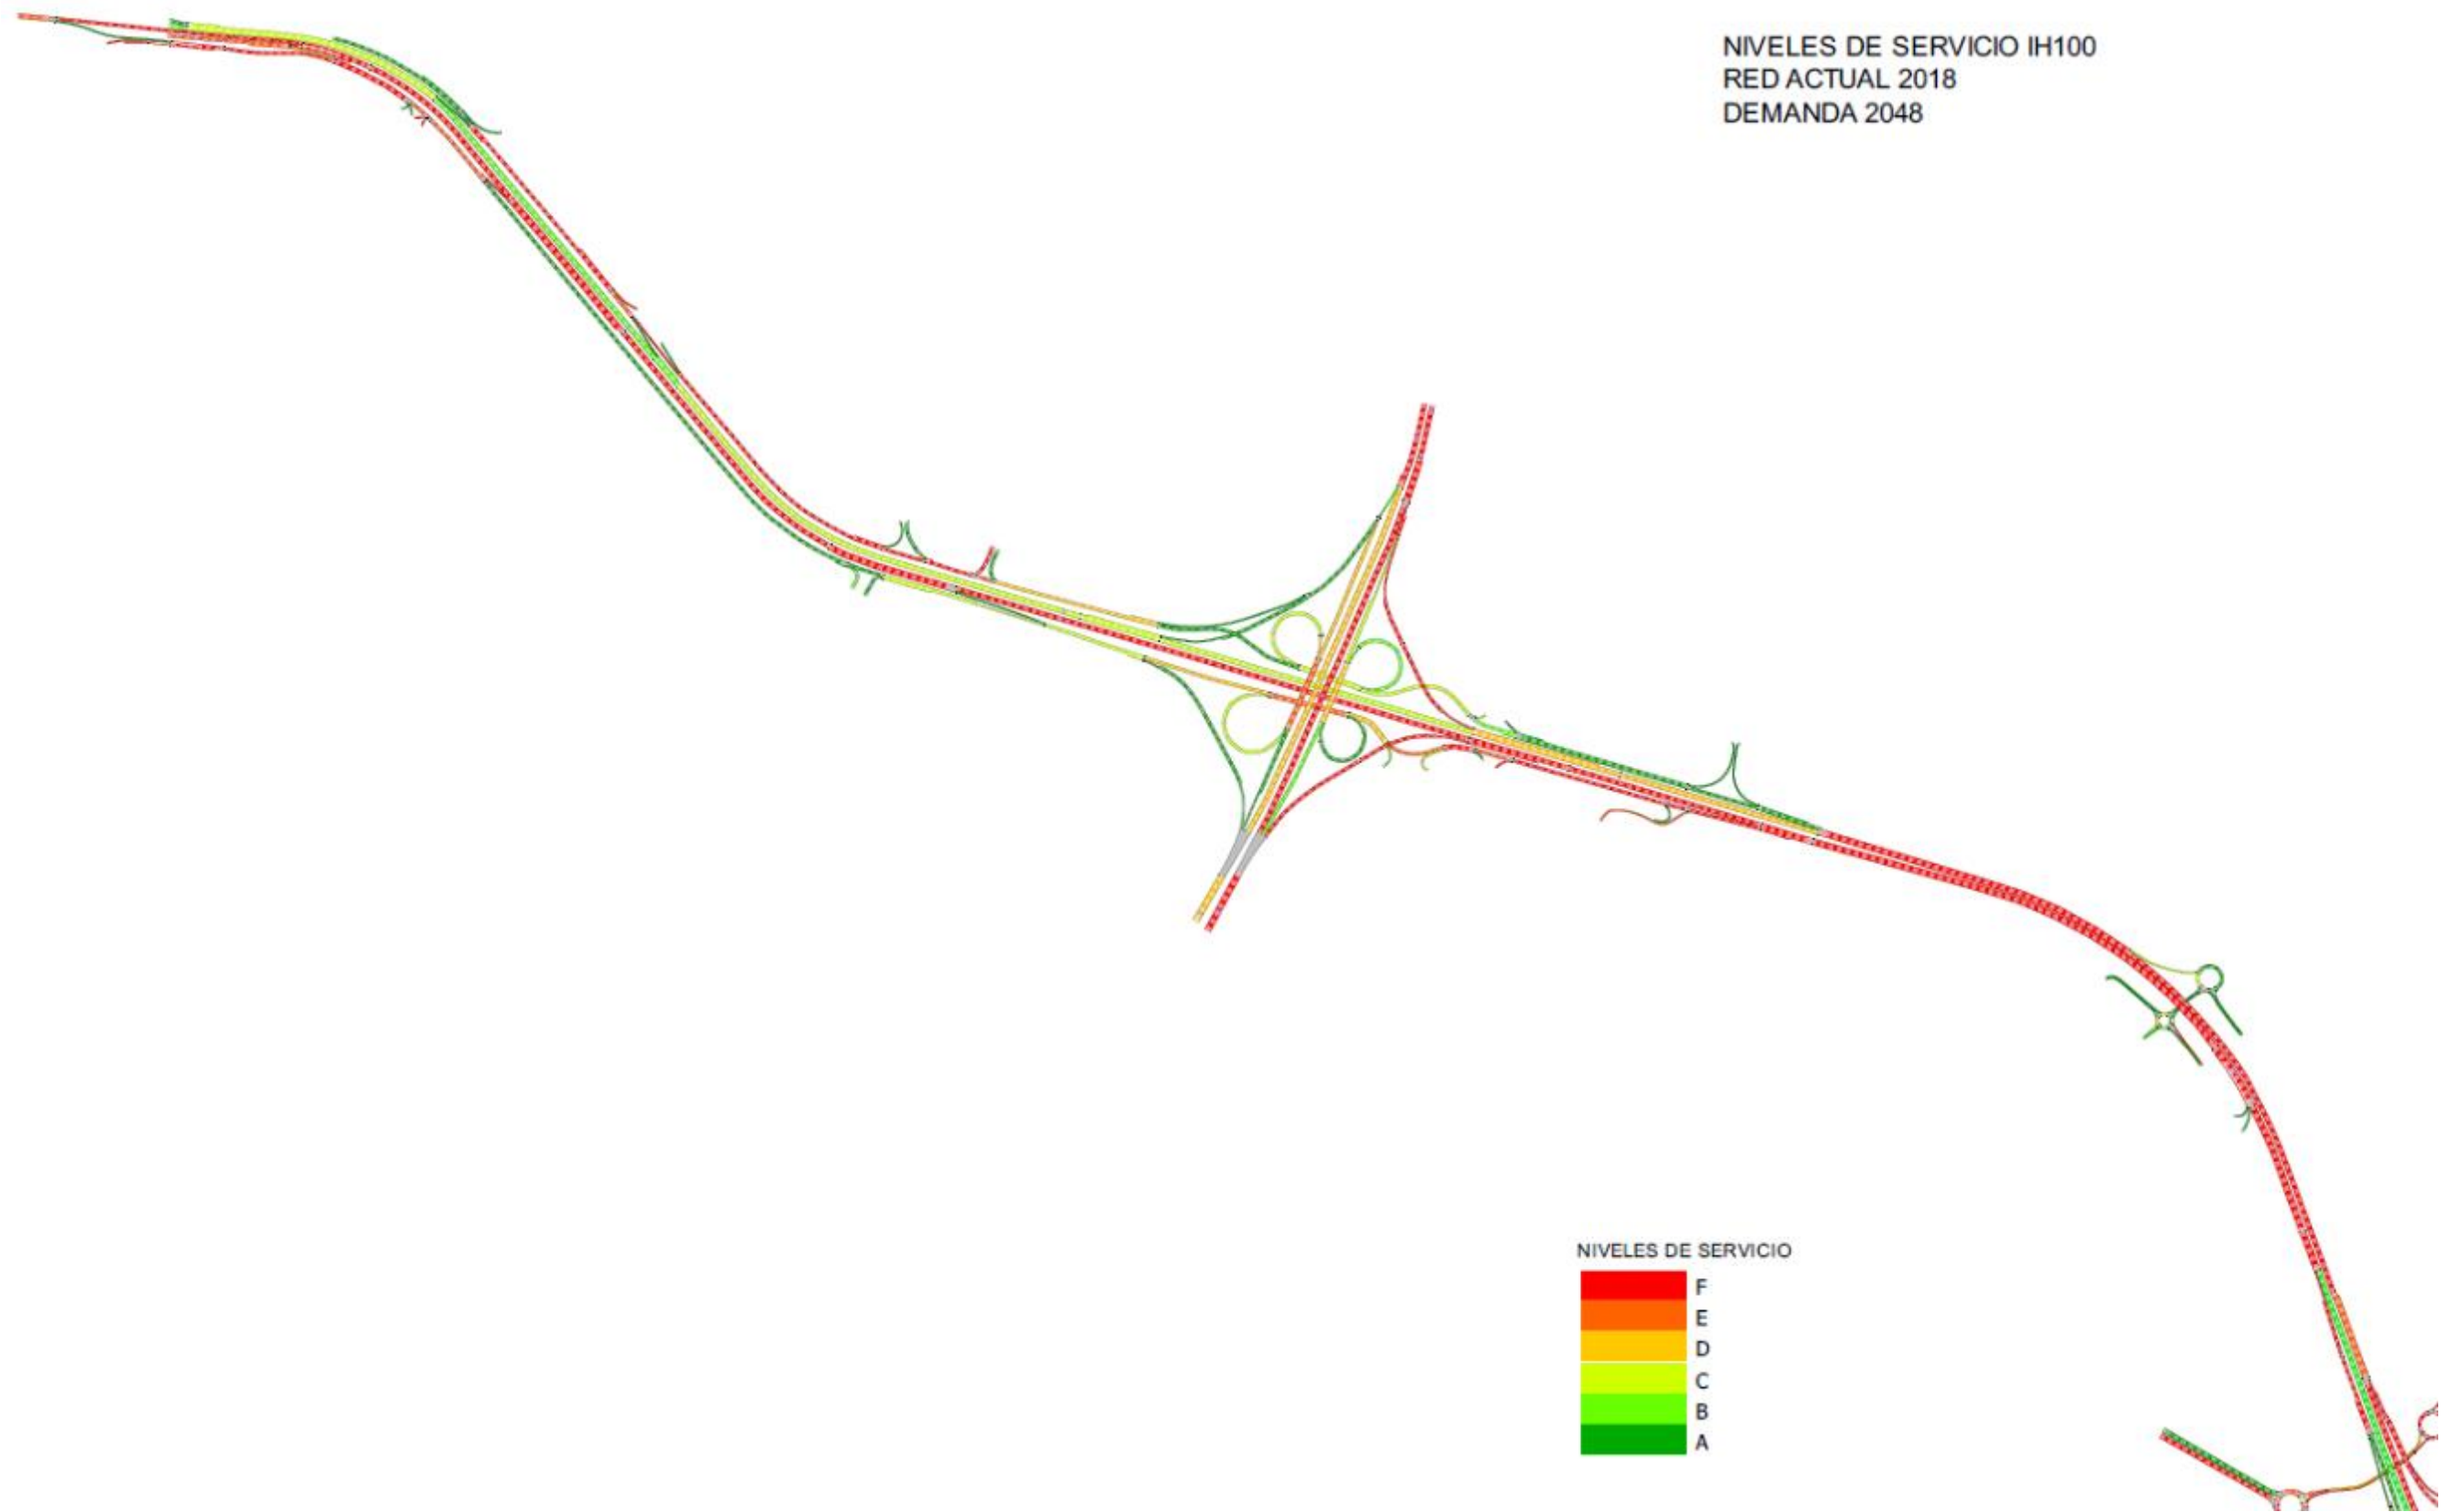 NIVELES DE SERVICIO IH100
RED ACTUAL 2018
DEMANDA 2048
NIVELES DE SERVICIO
F
E
D
C
B
A